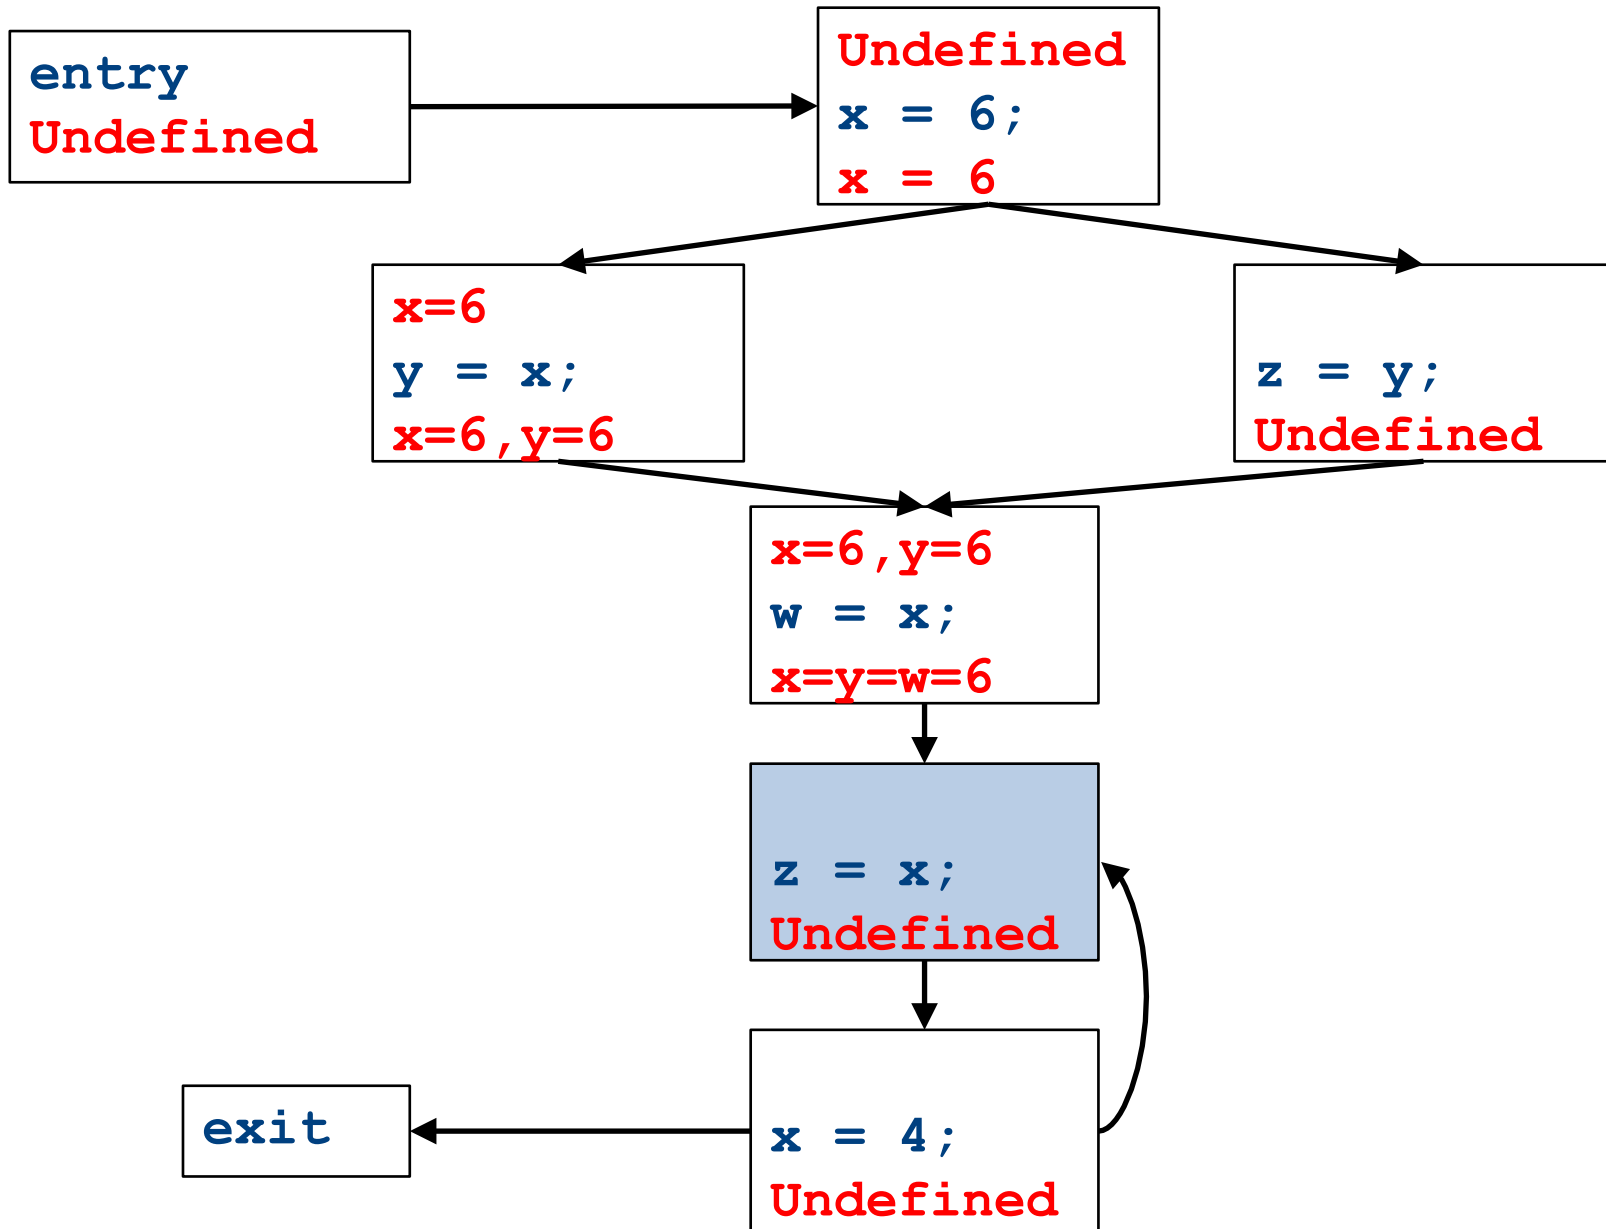 entry
Undefined
Undefined
x = 6;
x = 6
x=6
y = x;
x=6,y=6
z = y;
Undefined
x=6,y=6
w = x;
x=y=w=6
z = x;
Undefined
x = 4;
Undefined
exit